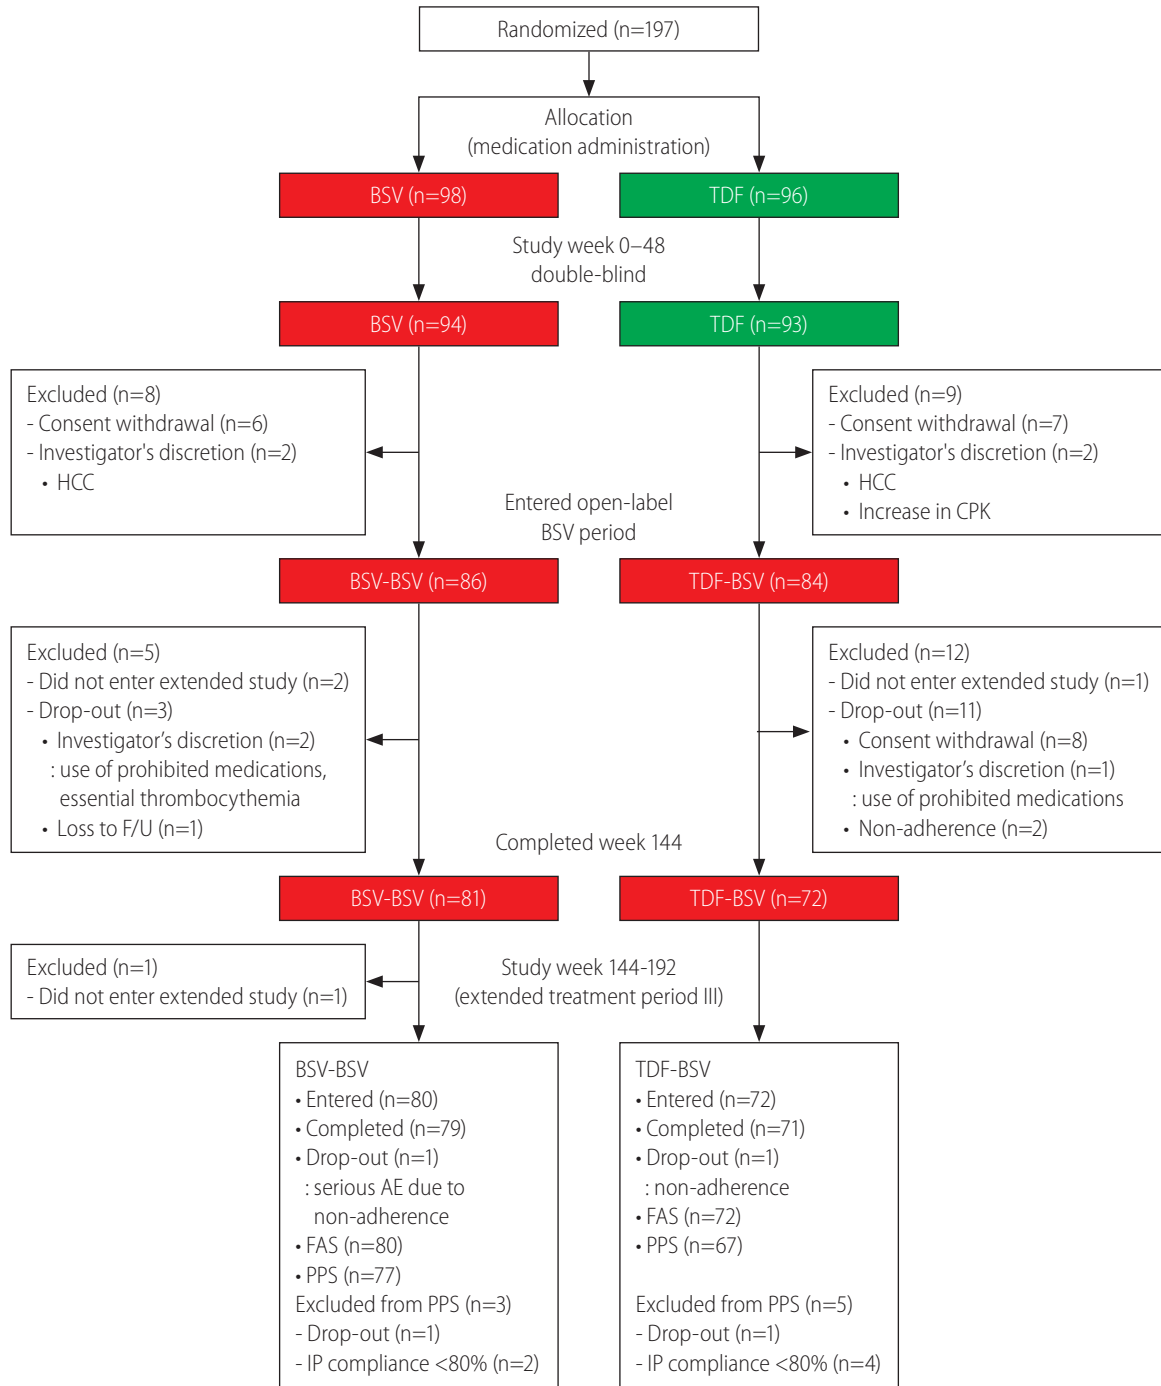 Randomized (n=197)
Allocation
(medication administration)
BSV (n=98)
TDF (n=96)
Study week 0–48
double-blind
BSV (n=94)
TDF (n=93)
Excluded (n=8)
- Consent withdrawal (n=6)
- Investigator's discretion (n=2)
• HCC
Excluded (n=9)
- Consent withdrawal (n=7)
- Investigator's discretion (n=2)
• HCC
• Increase in CPK
Entered open-label
BSV period
BSV-BSV (n=86)
TDF-BSV (n=84)
Excluded (n=5)
- Did not enter extended study (n=2)
- Drop-out (n=3)
• Investigator’s discretion (n=2)
: use of prohibited medications,
essential thrombocythemia
• Loss to F/U (n=1)
Excluded (n=12)
- Did not enter extended study (n=1)
- Drop-out (n=11)
• Consent withdrawal (n=8)
• Investigator’s discretion (n=1)
: use of prohibited medications
• Non-adherence (n=2)
Completed week 144
BSV-BSV (n=81)
TDF-BSV (n=72)
Excluded (n=1)
- Did not enter extended study (n=1)
Study week 144-192
(extended treatment period III)
BSV-BSV
• Entered (n=80)
• Completed (n=79)
• Drop-out (n=1)
: serious AE due to
non-adherence
• FAS (n=80)
• PPS (n=77)
Excluded from PPS (n=3)
- Drop-out (n=1)
- IP compliance <80% (n=2)
TDF-BSV
• Entered (n=72)
• Completed (n=71)
• Drop-out (n=1)
: non-adherence
• FAS (n=72)
• PPS (n=67)
Excluded from PPS (n=5)
- Drop-out (n=1)
- IP compliance <80% (n=4)